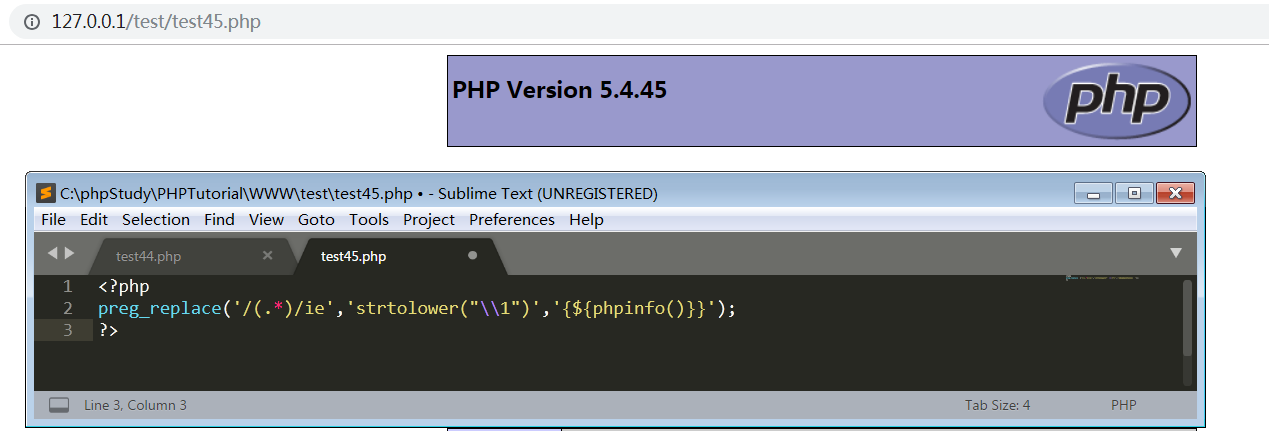 127.0.0.1/test/test45.php
PHP Version 5.4.45
php
C:\phpStudy\PHPTutorial\WWW\test\test45.php • - Sublime Text (UNREGISTERED)
File Edit Selection Find View Goto Tools Project Preferences Help
test44.php test45.php
1 <?php
2 preg_replace('/(.*)/ie','strtolower("\\1")','{${phpinfo()}}');
3 ?>
Line 3, Column 3 Tab Size: 4 PHP